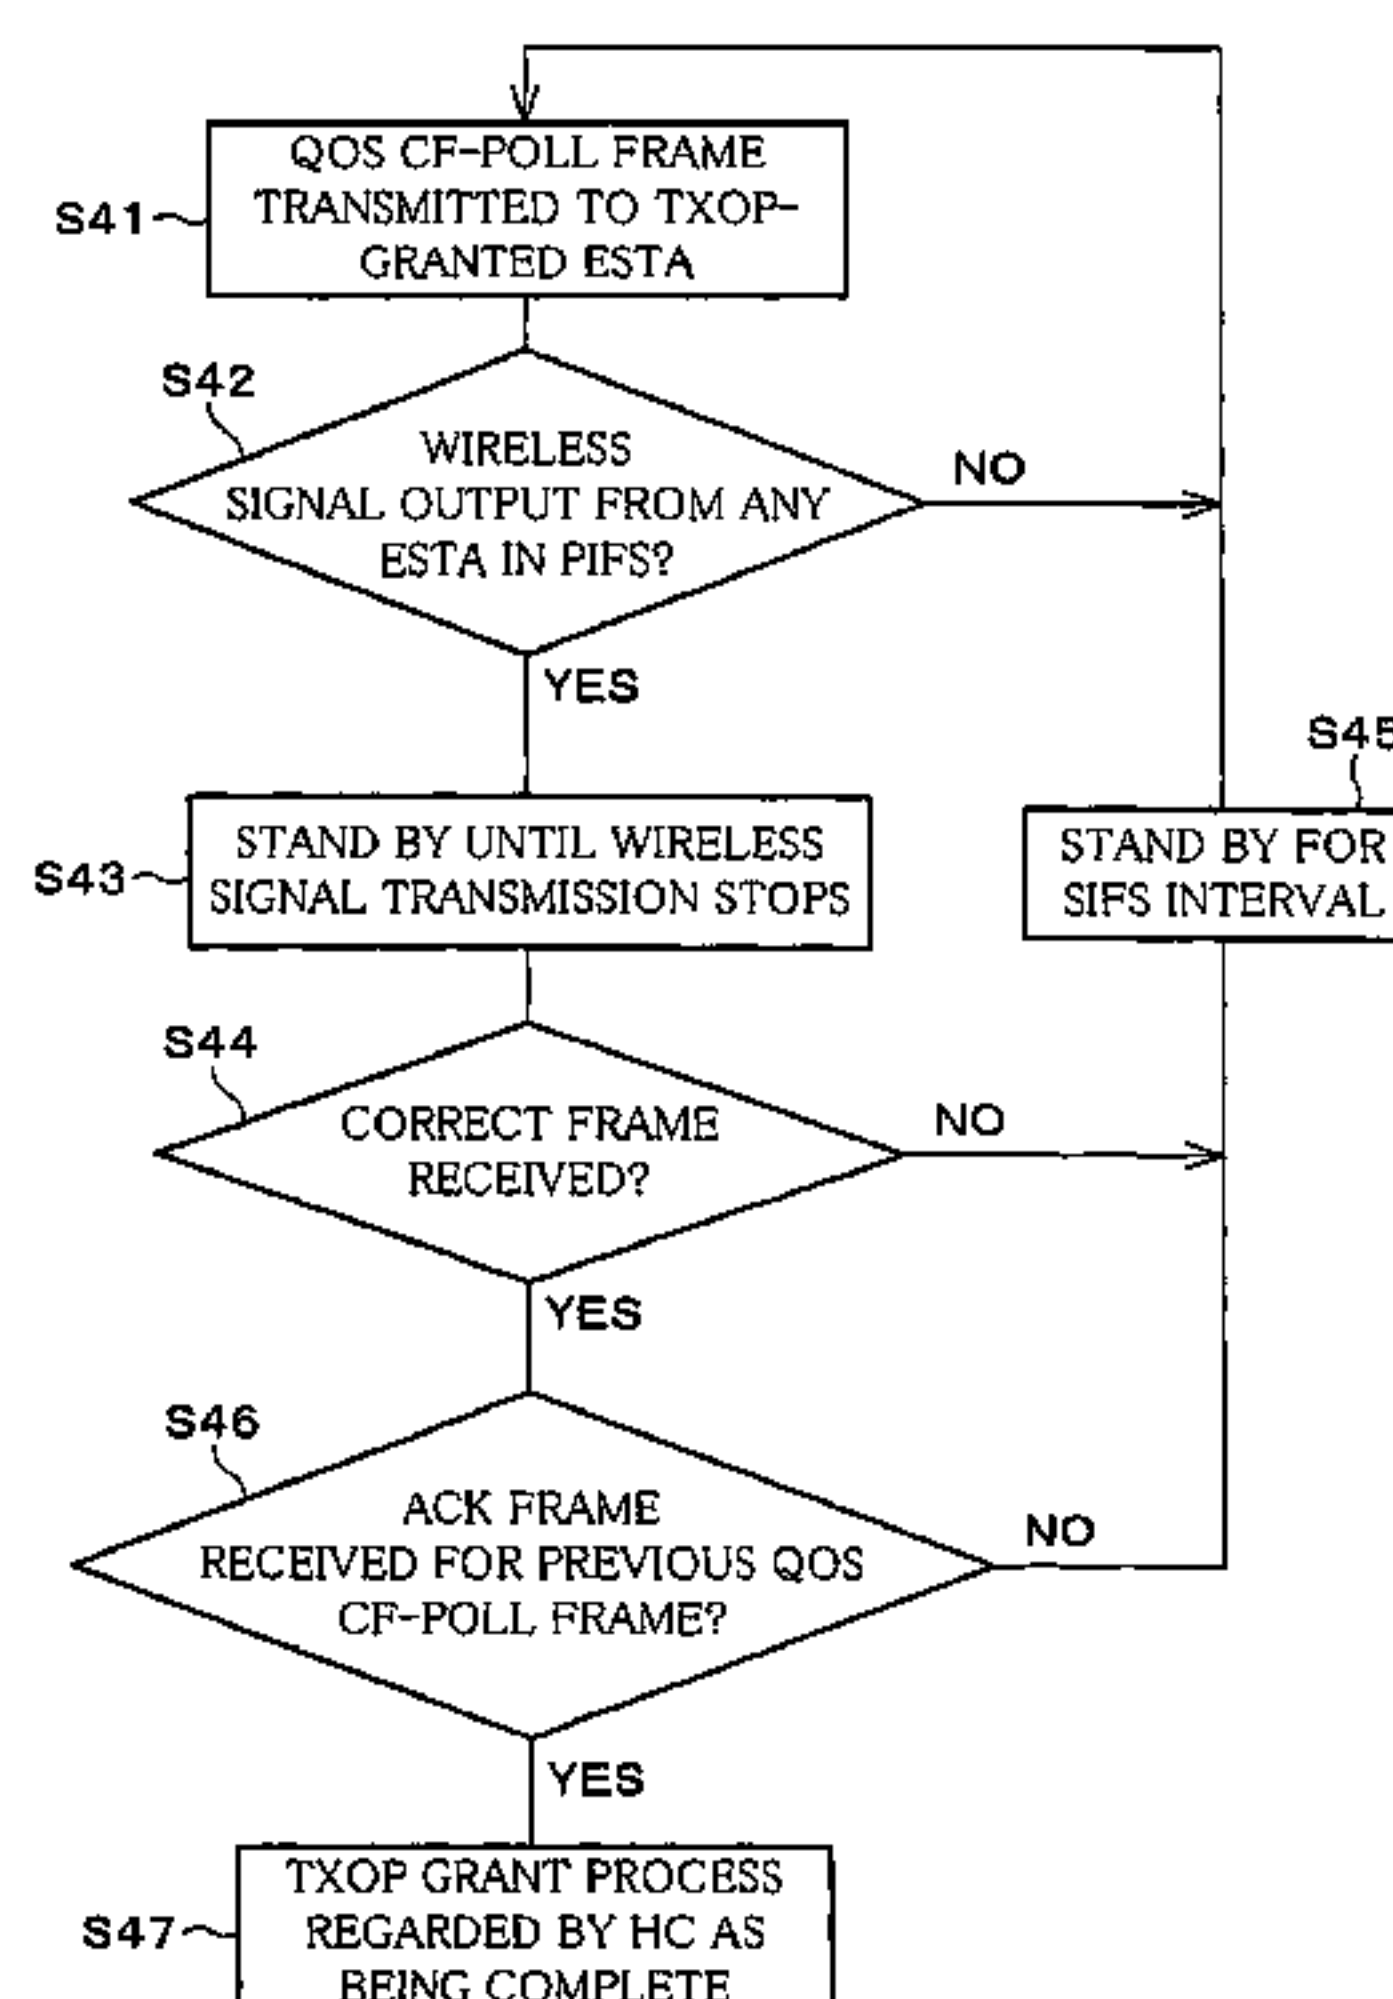 QOS CF-POLL FRAME
TRANSMITTED TO TXOP-
GRANTED ESTA
S41
S42
WIRELESS
SIGNAL OUTPUT FROM ANY
ESTA IN PIFS?
NO
YES
S45
STAND BY UNTIL WIRELESS
SIGNAL TRANSMISSION STOPS
S43
STAND BY FOR
SIFS INTERVAL
S44
CORRECT FRAME
RECEIVED?
NO
YES
S46
ACK FRAME
RECEIVED FOR PREVIOUS QOS
CF-POLL FRAME?
NO
YES
TXOP GRANT PROCESS
REGARDED BY HC AS
BEING COMPLETE
S47